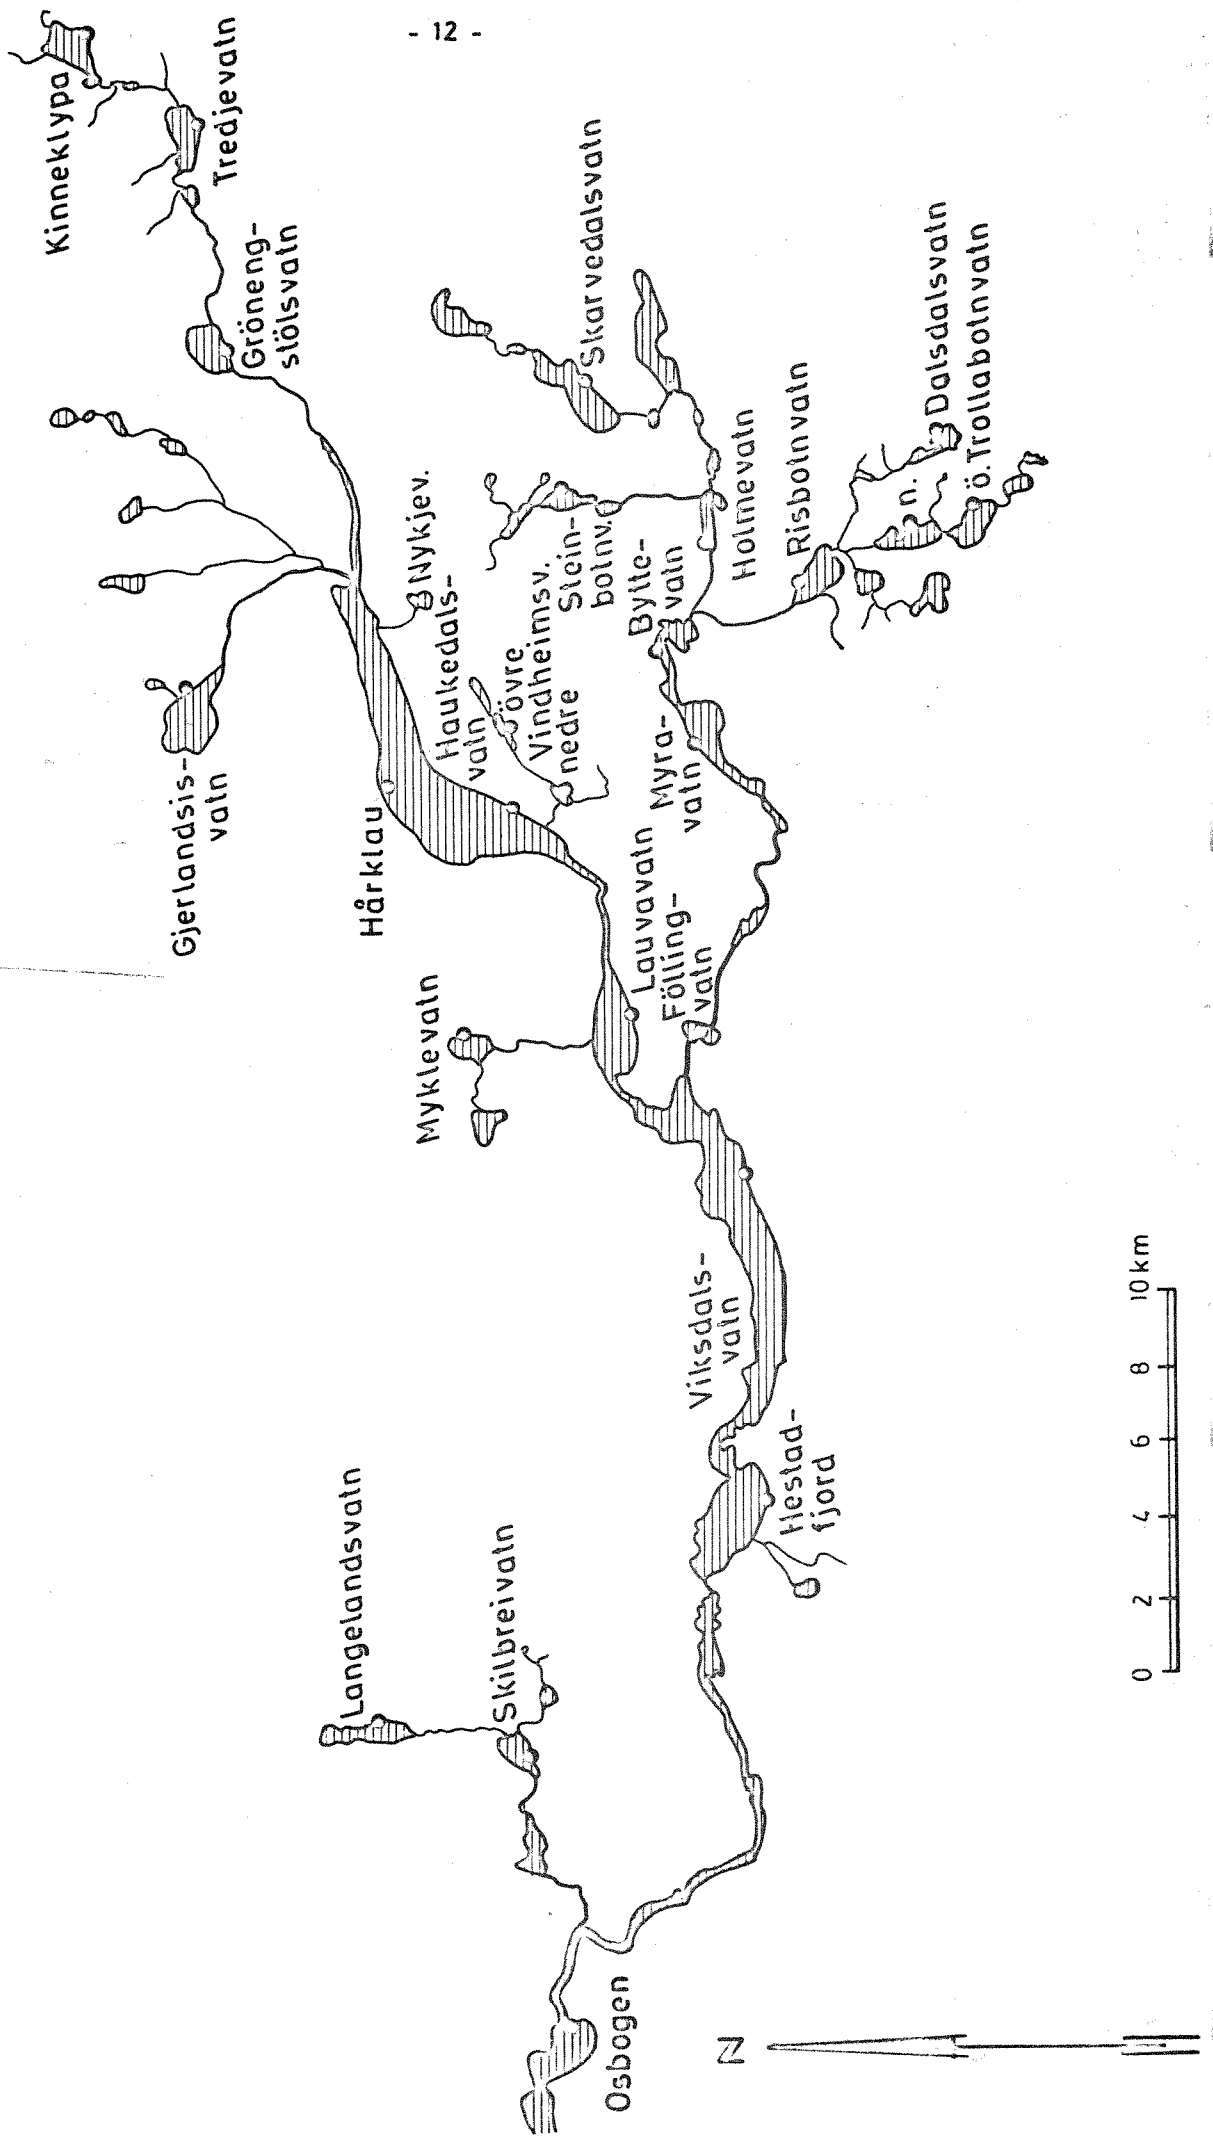 - 12 -
Kinneklypa
Tredjevatn
Gröneng-
stölsvatn
Gjerlandsis-
vatn
Hårklau
Nykjev.
Haukedals-
vatn
övre
Vindheimsv.
nedre
Stein-
botnv.
Skarvedalsvatn
Holmevatn
Bytte-
vatn
Risbotnvatn
Dalsdalsvatn
ö. Trollabotnvatn
n.
Myra-
vatn
Lauvavatn
Fölling-
vatn
Myklevatn
Viksdals-
vatn
Hestad-
fjord
Langelandsvatn
Skilbreivatn
Osbogen
0 2 4 6 8 10 km
N